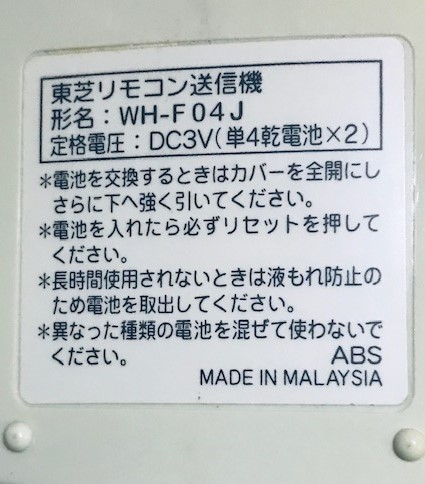 東芝リモコン送信機
形名：WH-F04J
定格電圧：DC3V(単4乾電池×2)
*電池を交換するときはカバーを全開にし
さらに下へ強く引いてください。
*電池を入れたら必ずリセットを押して
ください。
*長時間使用されないときは液もれ防止の
ため電池を取出してください。
*異なった種類の電池を混ぜて使わないで
ください。
ABS
MADE IN MALAYSIA